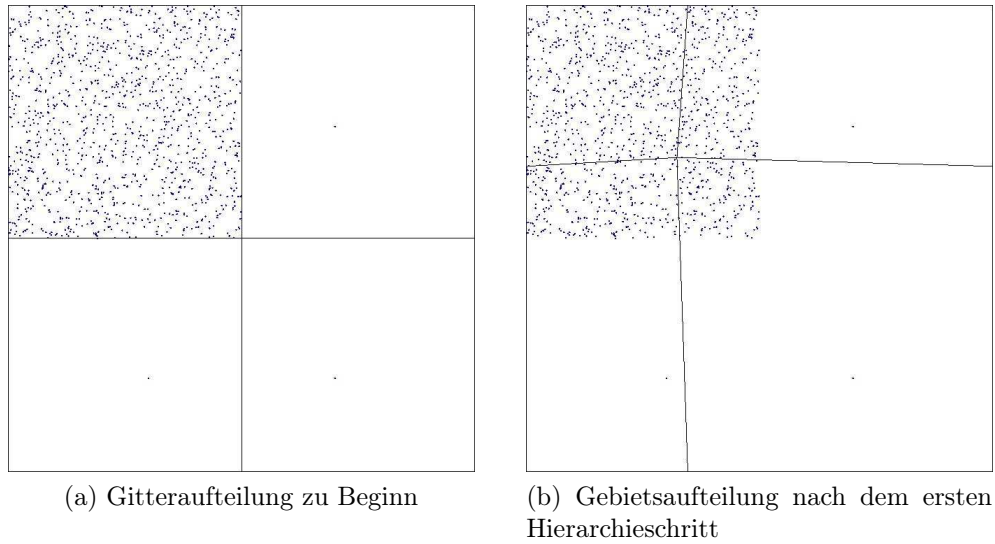 (a) Gitteraufteilung zu Beginn
(b) Gebietsaufteilung nach dem ersten
Hierarchieschritt